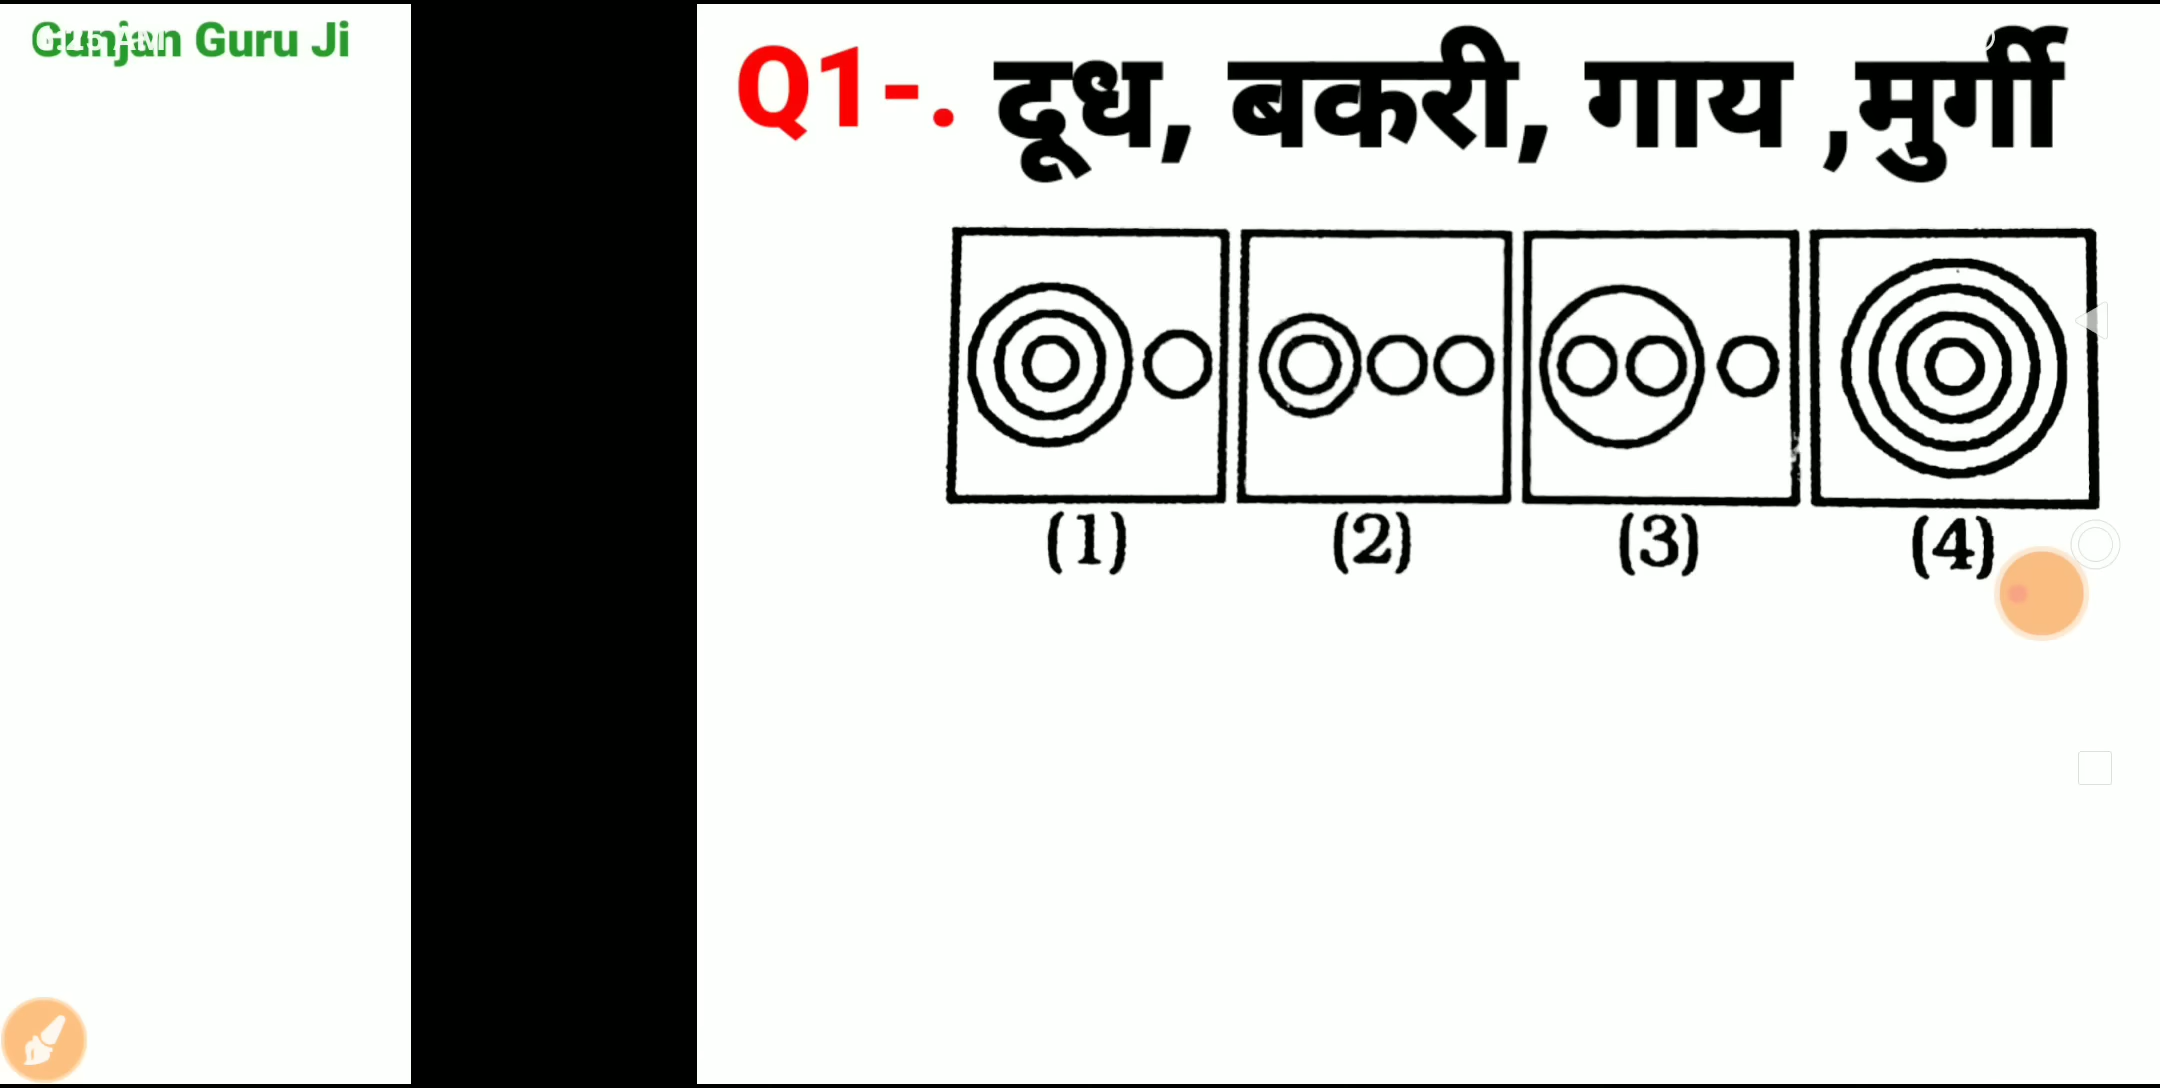 Gunjan Guru Ji
Q1-. दूध, बकरी, गाय ,मुर्गी
(1) (2) (3) (4)